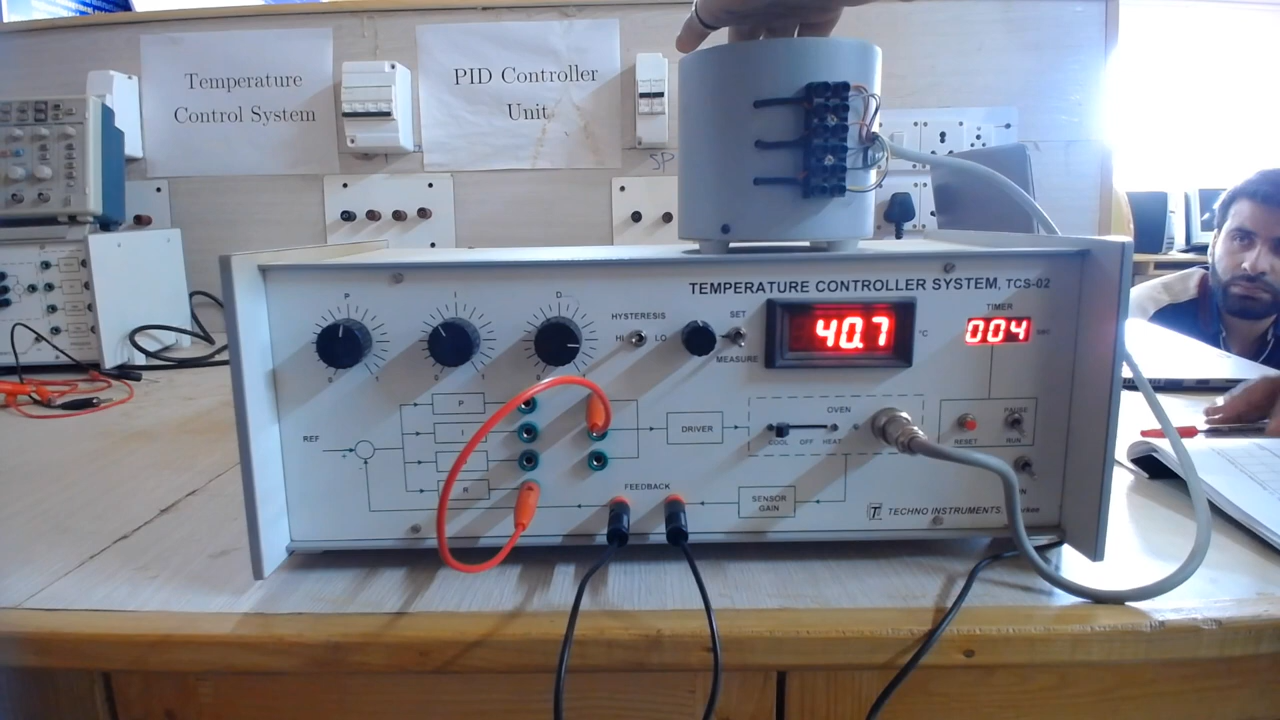 Temperature
Control System
PID Controller
Unit
SP
TEMPERATURE CONTROLLER SYSTEM, TCS-02
P
I
D
HYSTERESIS
HI
LO
SET
MEASURE
40.7
°C
TIMER
004
SEC
REF
P
I
R
DRIVER
OVEN
COOL
OFF
HEAT
RESET
PAUSE
RUN
FEEDBACK
SENSOR
GAIN
TECHNO INSTRUMENTS,